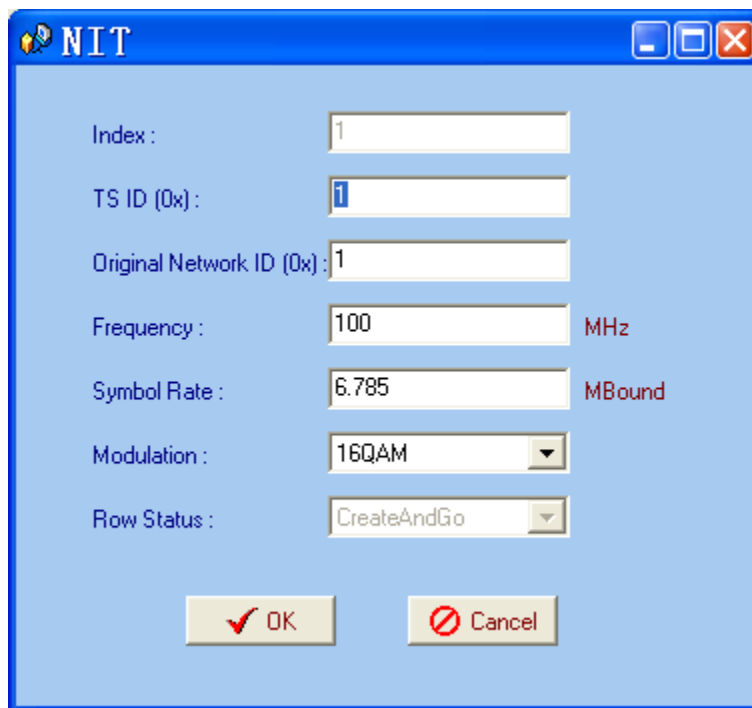 NIT
Index : 1
TS ID (0x) : 1
Original Network ID (0x) : 1
Frequency : 100 MHz
Symbol Rate : 6.785 MBound
Modulation : 16QAM
Row Status : CreateAndGo
OK Cancel